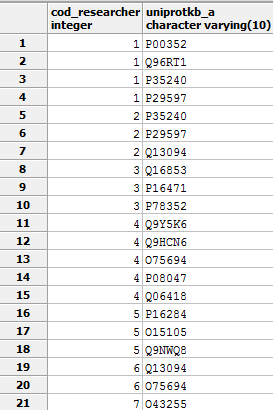 cod_researcher uniprotkb_a
integer character varying(10)
1 1 P00352
2 1 Q96RT1
3 1 P35240
4 1 P29597
5 2 P35240
6 2 P29597
7 2 Q13094
8 3 Q16853
9 3 P16471
10 3 P78352
11 4 Q9Y5K6
12 4 Q9HCN6
13 4 O75694
14 4 P08047
15 4 Q06418
16 5 P16284
17 5 O15105
18 5 Q9NWQ8
19 6 Q13094
20 6 O75694
21 7 O43255